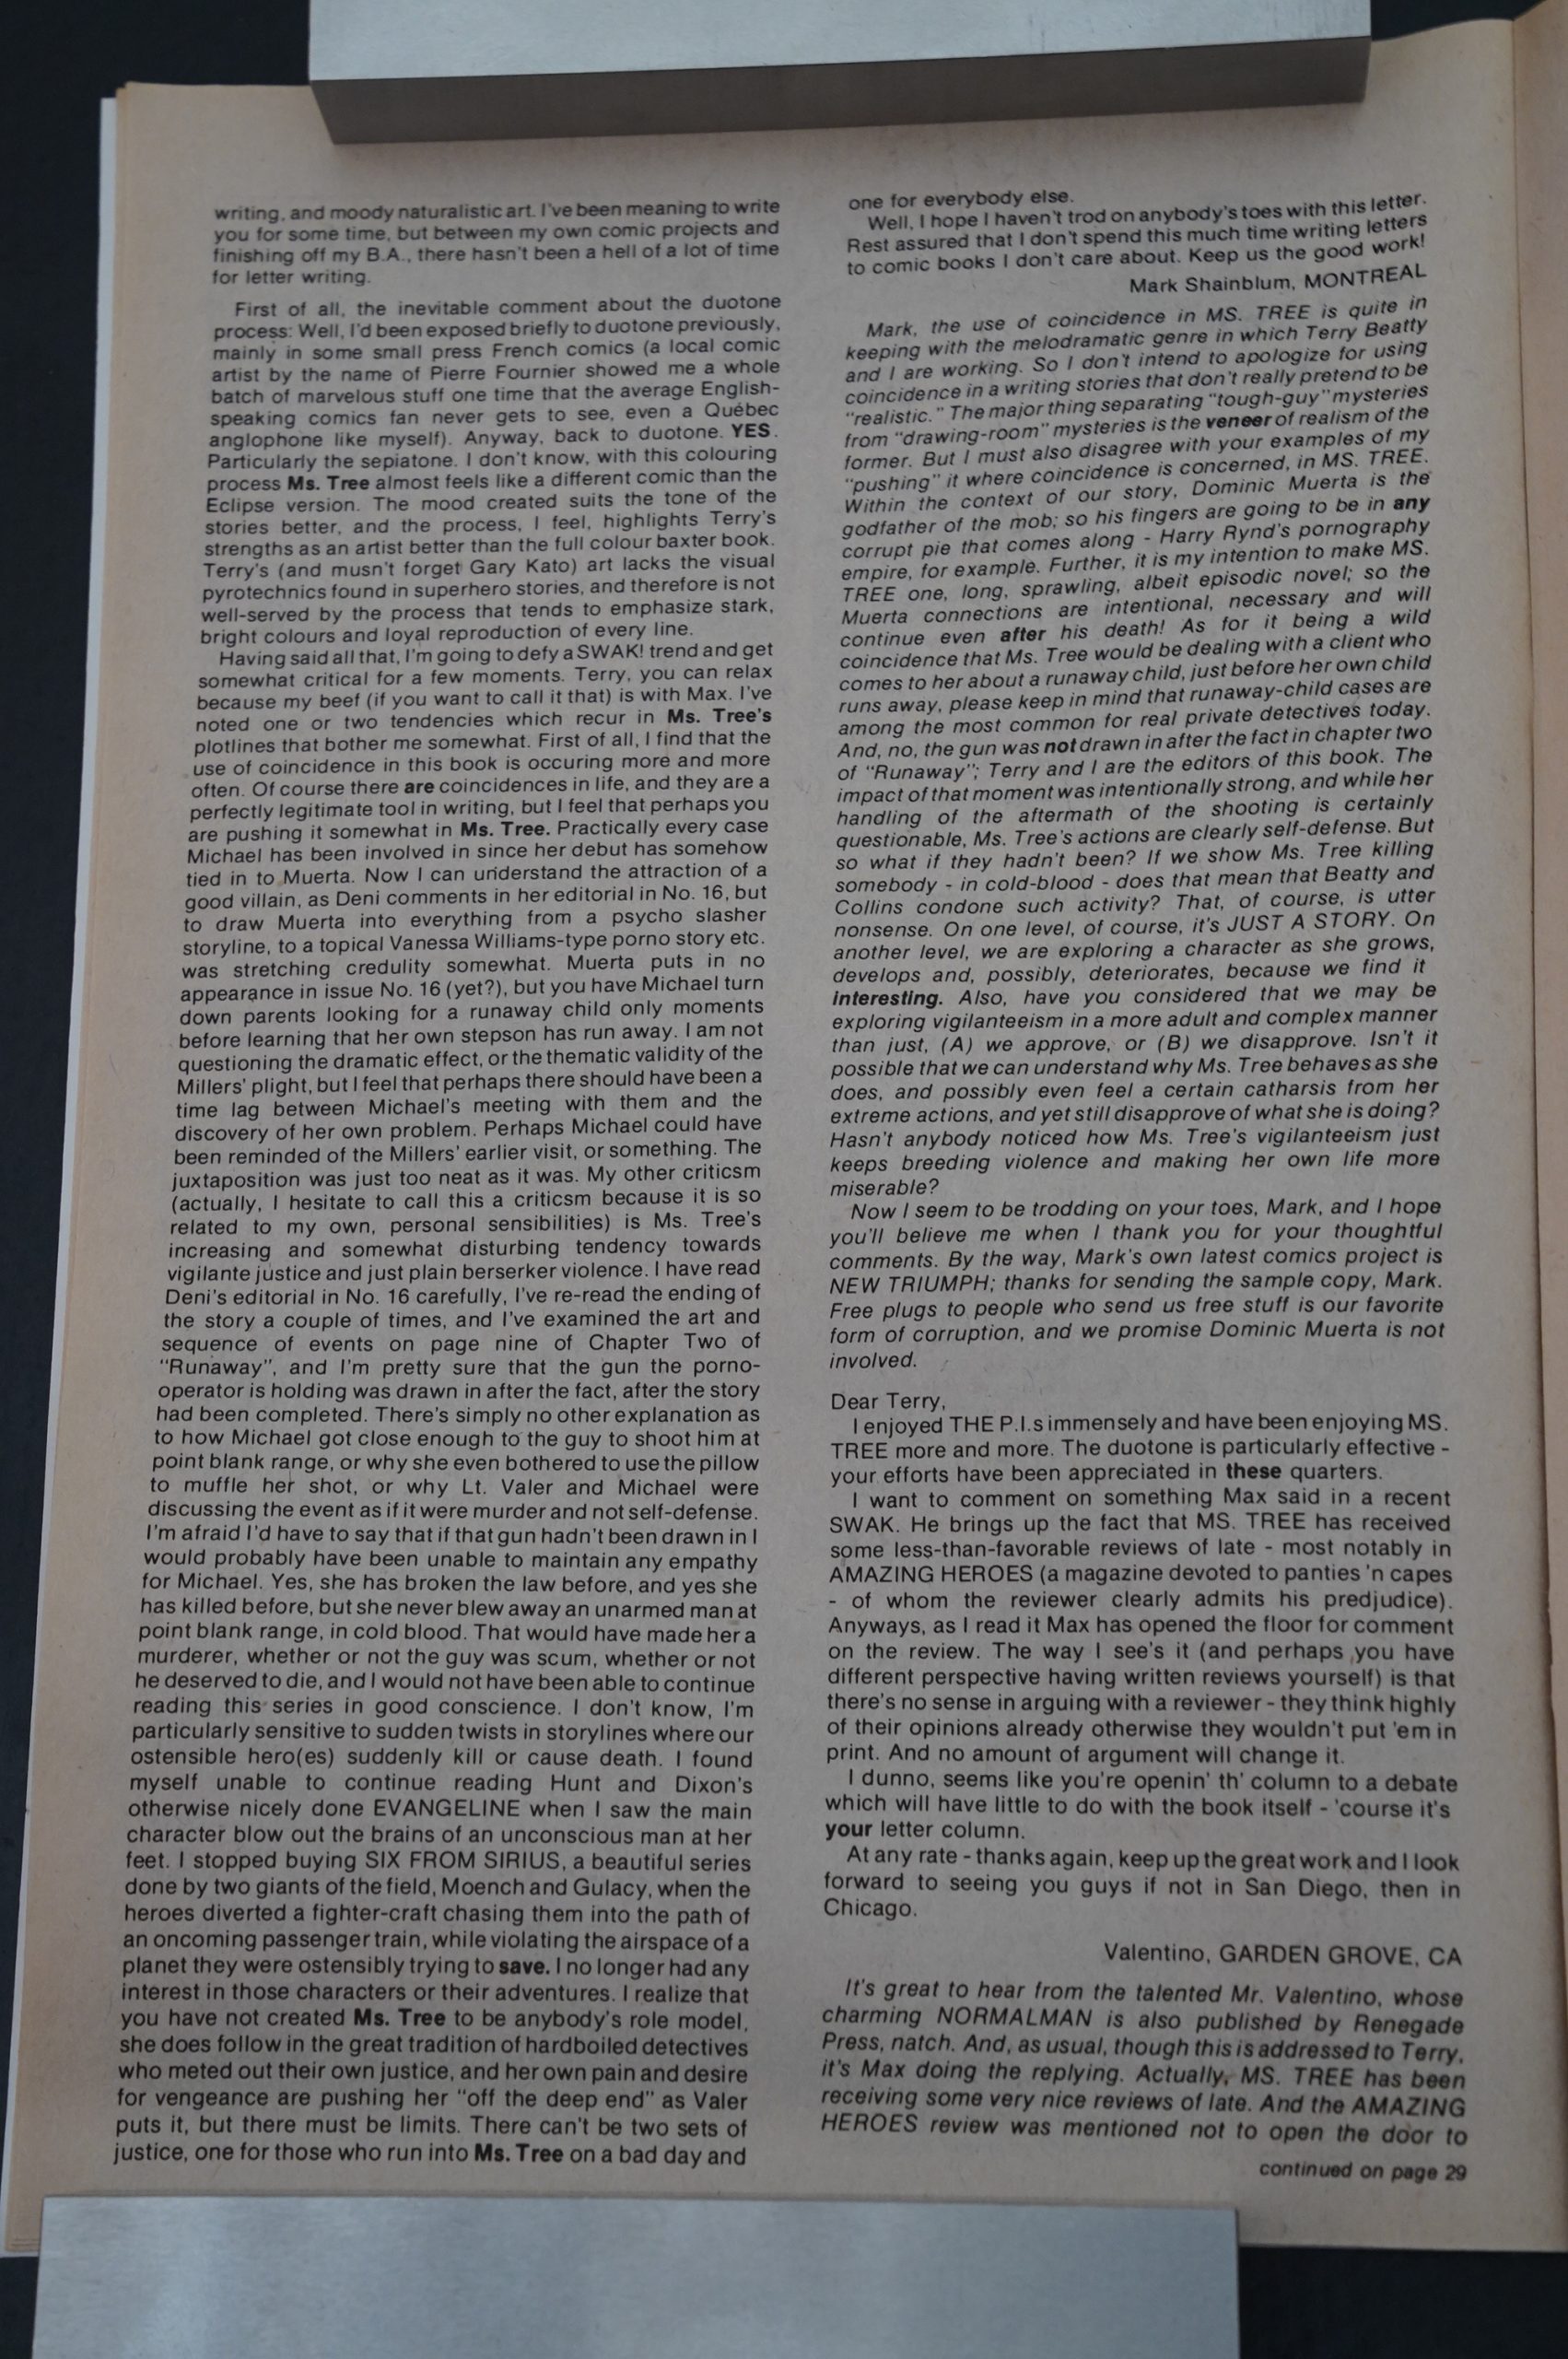 writing, and moody naturalistic art. I've been meaning to write
you for some time, but between my own comic projects and
finishing off my B.A., there hasn't been a hell of a lot of time
for letter writing.
First of all, the inevitable comment about the duotone
process: Well, I'd been exposed briefly to duotone previously,
mainly in some small press French comics (a local comic
artist by the name of Pierre Fournier showed me a whole
batch of marvelous stuff one time that the average English-
speaking comics fan never gets to see, even a Québec
anglophone like myself). Anyway, back to duotone. YES.
Particularly the sepiatone. I don't know, with this colouring
process Ms. Tree almost feels like a different comic than the
Eclipse version. The mood created suits the tone of the
stories better, and the process, I feel, highlights Terry's
strengths as an artist better than the full colour baxter book.
Terry's (and musn't forget Gary Kato) art lacks the visual
pyrotechnics found in superhero stories, and therefore is not
well-served by the process that tends to emphasize stark,
bright colours and loyal reproduction of every line.
Having said all that, I'm going to defy a SWAK! trend and get
somewhat critical for a few moments. Terry, you can relax
because my beef (if you want to call it that) is with Max. I've
noted one or two tendencies which recur in Ms. Tree's
plotlines that bother me somewhat. First of all, I find that the
use of coincidence in this book is occuring more and more
often. Of course there are coincidences in life, and they are a
perfectly legitimate tool in writing, but I feel that perhaps you
are pushing it somewhat in Ms. Tree. Practically every case
Michael has been involved in since her debut has somehow
tied in to Muerta. Now I can understand the attraction of a
good villain, as Deni comments in her editorial in No. 16, but
to draw Muerta into everything from a psycho slasher
storyline, to a topical Vanessa Williams-type porno story etc.
was stretching credulity somewhat. Muerta puts in no
appearance in issue No. 16 (yet?), but you have Michael turn
down parents looking for a runaway child only moments
before learning that her own stepson has run away. I am not
questioning the dramatic effect, or the thematic validity of the
Millers' plight, but I feel that perhaps there should have been a
time lag between Michael's meeting with them and the
discovery of her own problem. Perhaps Michael could have
been reminded of the Millers' earlier visit, or something. The
juxtaposition was just too neat as it was. My other criticsm
(actually, I hesitate to call this a criticsm because it is so
related to my own, personal sensibilities) is Ms. Tree's
increasing and somewhat disturbing tendency towards
vigilante justice and just plain berserker violence. I have read
Deni's editorial in No. 16 carefully, I've re-read the ending of
the story a couple of times, and I've examined the art and
sequence of events on page nine of Chapter Two of
"Runaway", and I'm pretty sure that the gun the porno-
operator is holding was drawn in after the fact, after the story
had been completed. There's simply no other explanation as
to how Michael got close enough to the guy to shoot him at
point blank range, or why she even bothered to use the pillow
to muffle her shot, or why Lt. Valer and Michael were
discussing the event as if it were murder and not self-defense.
I'm afraid I'd have to say that if that gun hadn't been drawn in I
would probably have been unable to maintain any empathy
for Michael. Yes, she has broken the law before, and yes she
has killed before, but she never blew away an unarmed man at
point blank range, in cold blood. That would have made her a
murderer, whether or not the guy was scum, whether or not
he deserved to die, and I would not have been able to continue
reading this series in good conscience. I don't know, I'm
particularly sensitive to sudden twists in storylines where our
ostensible hero(es) suddenly kill or cause death. I found
myself unable to continue reading Hunt and Dixon's
otherwise nicely done EVANGELINE when I saw the main
character blow out the brains of an unconscious man at her
feet. I stopped buying SIX FROM SIRIUS, a beautiful series
done by two giants of the field, Moench and Gulacy, when the
heroes diverted a fighter-craft chasing them into the path of
an oncoming passenger train, while violating the airspace of a
planet they were ostensibly trying to save. I no longer had any
interest in those characters or their adventures. I realize that
you have not created Ms. Tree to be anybody's role model,
she does follow in the great tradition of hardboiled detectives
who meted out their own justice, and her own pain and desire
for vengeance are pushing her "off the deep end" as Valer
puts it, but there must be limits. There can't be two sets of
justice, one for those who run into Ms. Tree on a bad day and
one for everybody else.
Well, I hope I haven't trod on anybody's toes with this letter.
Rest assured that I don't spend this much time writing letters
to comic books I don't care about. Keep us the good work!
Mark Shainblum, MONTREAL
Mark, the use of coincidence in MS. TREE is quite in
keeping with the melodramatic genre in which Terry Beatty
and I are working. So I don't intend to apologize for using
coincidence in a writing stories that don't really pretend to be
"realistic." The major thing separating "tough-guy" mysteries
from "drawing-room" mysteries is the veneer of realism of the
former. But I must also disagree with your examples of my
"pushing" it where coincidence is concerned, in MS. TREE.
Within the context of our story, Dominic Muerta is the
godfather of the mob; so his fingers are going to be in any
corrupt pie that comes along - Harry Rynd's pornography
empire, for example. Further, it is my intention to make MS.
TREE one, long, sprawling, albeit episodic novel; so the
Muerta connections are intentional, necessary and will
continue even after his death! As for it being a wild
coincidence that Ms. Tree would be dealing with a client who
comes to her about a runaway child, just before her own child
runs away, please keep in mind that runaway-child cases are
among the most common for real private detectives today.
And, no, the gun was not drawn in after the fact in chapter two
of "Runaway"; Terry and I are the editors of this book. The
impact of that moment was intentionally strong, and while her
handling of the aftermath of the shooting is certainly
questionable, Ms. Tree's actions are clearly self-defense. But
so what if they hadn't been? If we show Ms. Tree killing
somebody - in cold-blood - does that mean that Beatty and
Collins condone such activity? That, of course, is utter
nonsense. On one level, of course, it's JUST A STORY. On
another level, we are exploring a character as she grows,
develops and, possibly, deteriorates, because we find it
interesting. Also, have you considered that we may be
exploring vigilanteeism in a more adult and complex manner
than just, (A) we approve, or (B) we disapprove. Isn't it
possible that we can understand why Ms. Tree behaves as she
does, and possibly even feel a certain catharsis from her
extreme actions, and yet still disapprove of what she is doing?
Hasn't anybody noticed how Ms. Tree's vigilanteeism just
keeps breeding violence and making her own life more
miserable?
Now I seem to be trodding on your toes, Mark, and I hope
you'll believe me when I thank you for your thoughtful
comments. By the way, Mark's own latest comics project is
NEW TRIUMPH; thanks for sending the sample copy, Mark.
Free plugs to people who send us free stuff is our favorite
form of corruption, and we promise Dominic Muerta is not
involved.
Dear Terry,
I enjoyed THE P.I.s immensely and have been enjoying MS.
TREE more and more. The duotone is particularly effective -
your efforts have been appreciated in these quarters.
I want to comment on something Max said in a recent
SWAK. He brings up the fact that MS. TREE has received
some less-than-favorable reviews of late - most notably in
AMAZING HEROES (a magazine devoted to panties 'n capes
- of whom the reviewer clearly admits his predjudice).
Anyways, as I read it Max has opened the floor for comment
on the review. The way I see's it (and perhaps you have
different perspective having written reviews yourself) is that
there's no sense in arguing with a reviewer - they think highly
of their opinions already otherwise they wouldn't put 'em in
print. And no amount of argument will change it.
I dunno, seems like you're openin' th' column to a debate
which will have little to do with the book itself - 'course it's
your letter column.
At any rate - thanks again, keep up the great work and I look
forward to seeing you guys if not in San Diego, then in
Chicago.
Valentino, GARDEN GROVE, CA
It's great to hear from the talented Mr. Valentino, whose
charming NORMALMAN is also published by Renegade
Press, natch. And, as usual, though this is addressed to Terry,
it's Max doing the replying. Actually, MS. TREE has been
receiving some very nice reviews of late. And the AMAZING
HEROES review was mentioned not to open the door to
continued on page 29